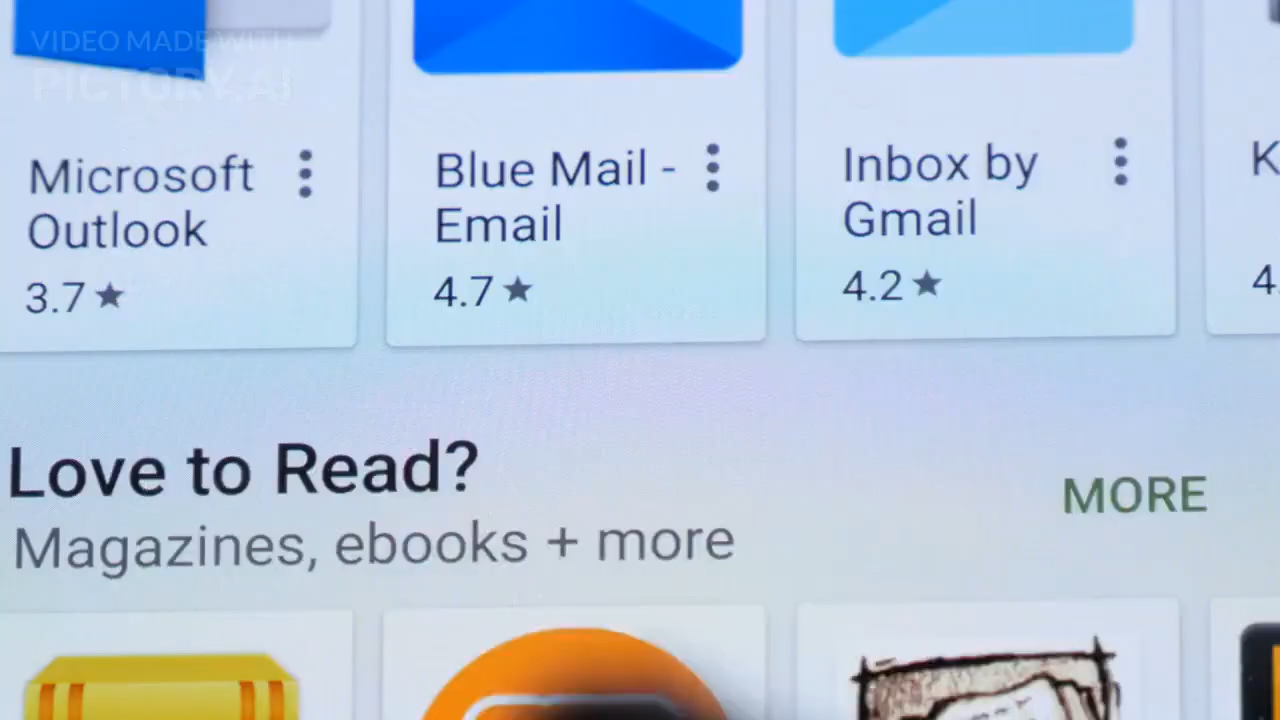 VIDEO MADE WITH
PICTORY.AI
Microsoft
Outlook
3.7★
Blue Mail -
Email
4.7★
Inbox by
Gmail
4.2★
K
4.
Love to Read?
Magazines, ebooks + more
MORE